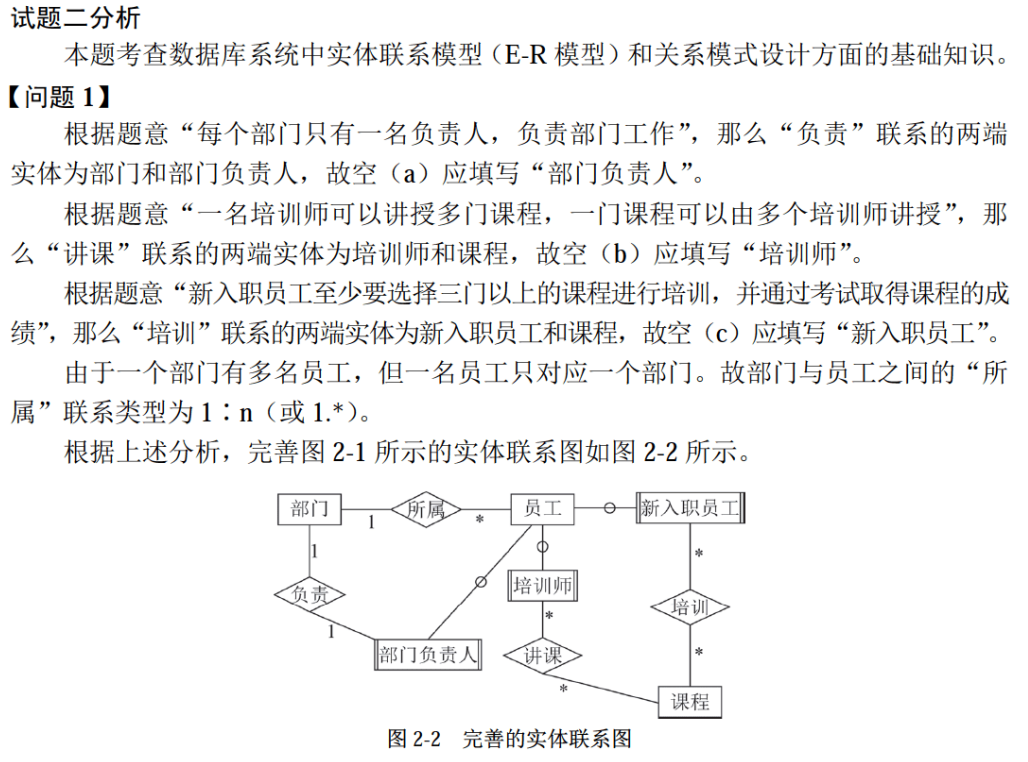 试题二分析
本题考查数据库系统中实体联系模型（E-R 模型）和关系模式设计方面的基础知识。
【问题 1】
根据题意“每个部门只有一名负责人，负责部门工作”，那么“负责”联系的两端
实体为部门和部门负责人，故空（a）应填写“部门负责人”。
根据题意“一名培训师可以讲授多门课程，一门课程可以由多个培训师讲授”，那
么“讲课”联系的两端实体为培训师和课程，故空（b）应填写“培训师”。
根据题意“新入职员工至少要选择三门以上的课程进行培训，并通过考试取得课程的成
绩”，那么“培训”联系的两端实体为新入职员工和课程，故空（c）应填写“新入职员工”。
由于一个部门有多名员工，但一名员工只对应一个部门。故部门与员工之间的“所
属”联系类型为 1∶n（或 1.*）。
根据上述分析，完善图 2-1 所示的实体联系图如图 2-2 所示。
部门 1 所属 * 员工 新入职员工
1 *
负责 培训师 培训
1 * *
部门负责人 讲课
* 课程
图 2-2 完善的实体联系图